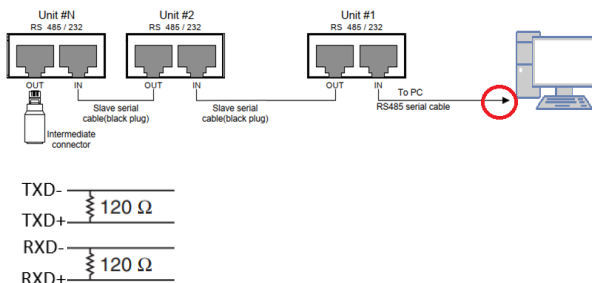 Unit #N
RS 485 / 232
Unit #2
RS 485 / 232
Unit #1
RS 485 / 232
OUT
IN
OUT
IN
OUT
IN
To PC
RS485 serial cable
Slave serial
cable(black plug)
Slave serial
cable(black plug)
Intermediate
connector
TXD-
120 Ω
TXD+
RXD-
120 Ω
RXD+